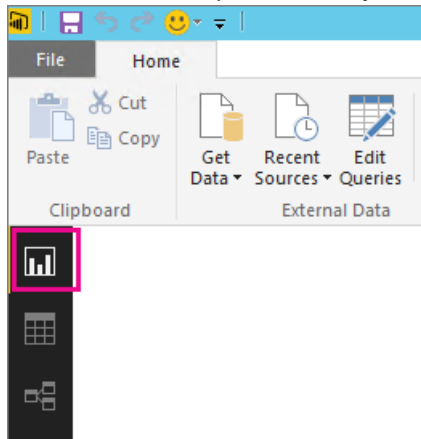 File Home
Cut
Copy
Paste
Get Data
Recent Sources
Edit Queries
Clipboard
External Data